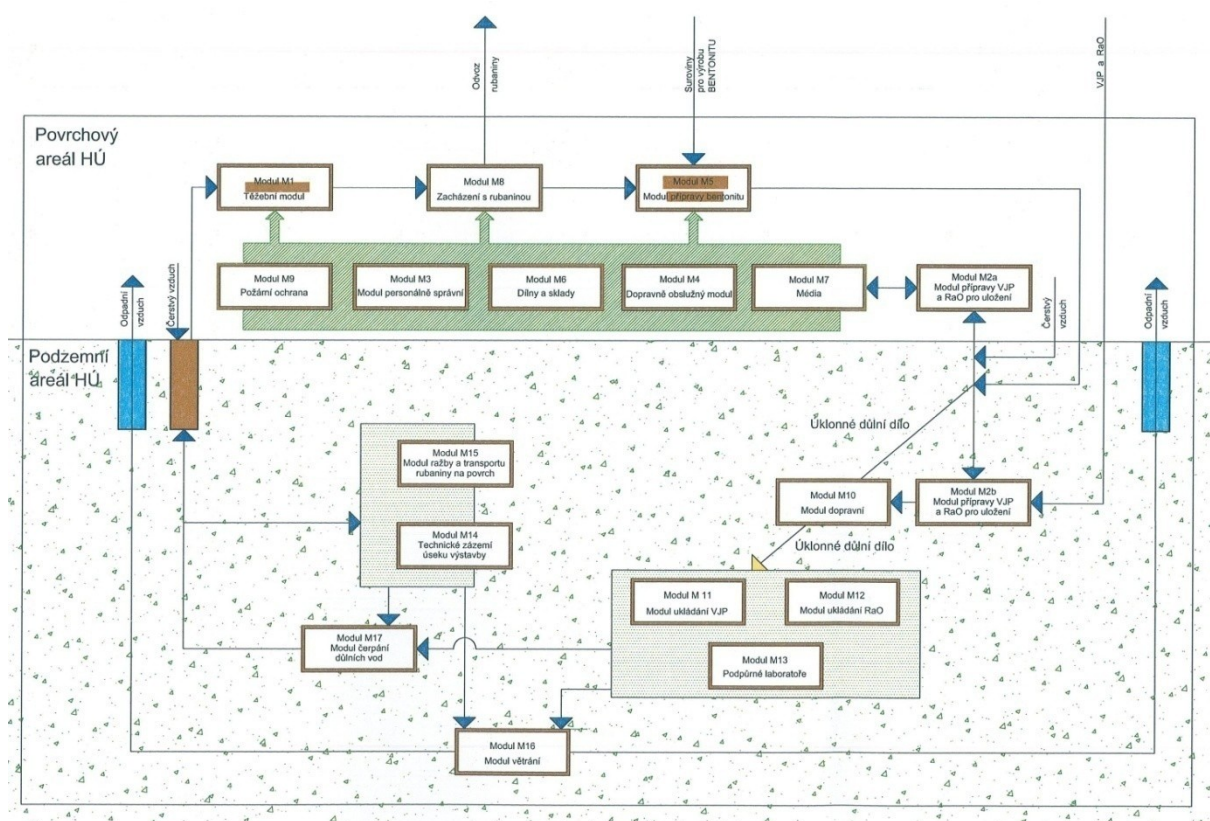 Odvoz
rubaniny
Suroviny
pro výrobu
BENTONITU
VJP a RaO
Povrchový
areál HÚ
Modul M1
Těžební modul
Modul M8
Zacházení s rubaninou
Modul M5
Modul přípravy bentonitu
Odpadní
vzduch
Čerstvý vzduch
Modul M9
Požární ochrana
Modul M3
Modul personálně správní
Modul M6
Dílny a sklady
Modul M4
Dopravně obslužný modul
Modul M7
Média
Modul M2a
Modul přípravy VJP
a RaO pro uložení
Čerstvý
vzduch
Odpadní
vzduch
Podzemní
areál HÚ
Úklonné důlní dílo
Modul M15
Modul ražby a transportu
rubaniny na povrch
Modul M10
Modul dopravní
Modul M2b
Modul přípravy VJP
a RaO pro uložení
Modul M14
Technické zázemí
úseku výstavby
Úklonné důlní dílo
Modul M 11
Modul ukládání VJP
Modul M12
Modul ukládání RaO
Modul M17
Modul čerpání
důlních vod
Modul M13
Podpůrné laboratoře
Modul M16
Modul větrání